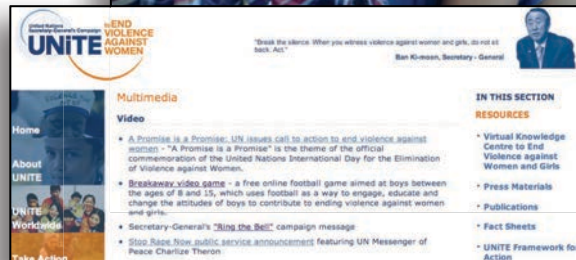 United Nations
Secretary-General's Campaign
UNiTE
to END
VIOLENCE
AGAINST
WOMEN
"Break the silence. When you witness violence against women and girls, do not sit
back. Act."
Ban Ki-moon, Secretary - General
Home
About
UNiTE
UNiTE
Worldwide
Take Action
Multimedia
Video
• A Promise is a Promise: UN issues call to action to end violence against
women - "A Promise is a Promise" is the theme of the official
commemoration of the United Nations International Day for the Elimination
of Violence against Women.
• Breakaway video game - a free online football game aimed at boys between
the ages of 8 and 15, which uses football as a way to engage, educate and
change the attitudes of boys to contribute to ending violence against women
and girls.
• Secretary-General's "Ring the Bell" campaign message
• Stop Rape Now public service announcement featuring UN Messenger of
Peace Charlize Theron
IN THIS SECTION
RESOURCES
• Virtual Knowledge
Centre to End
Violence against
Women and Girls
• Press Materials
• Publications
• Fact Sheets
• UNiTE Framework for
Action